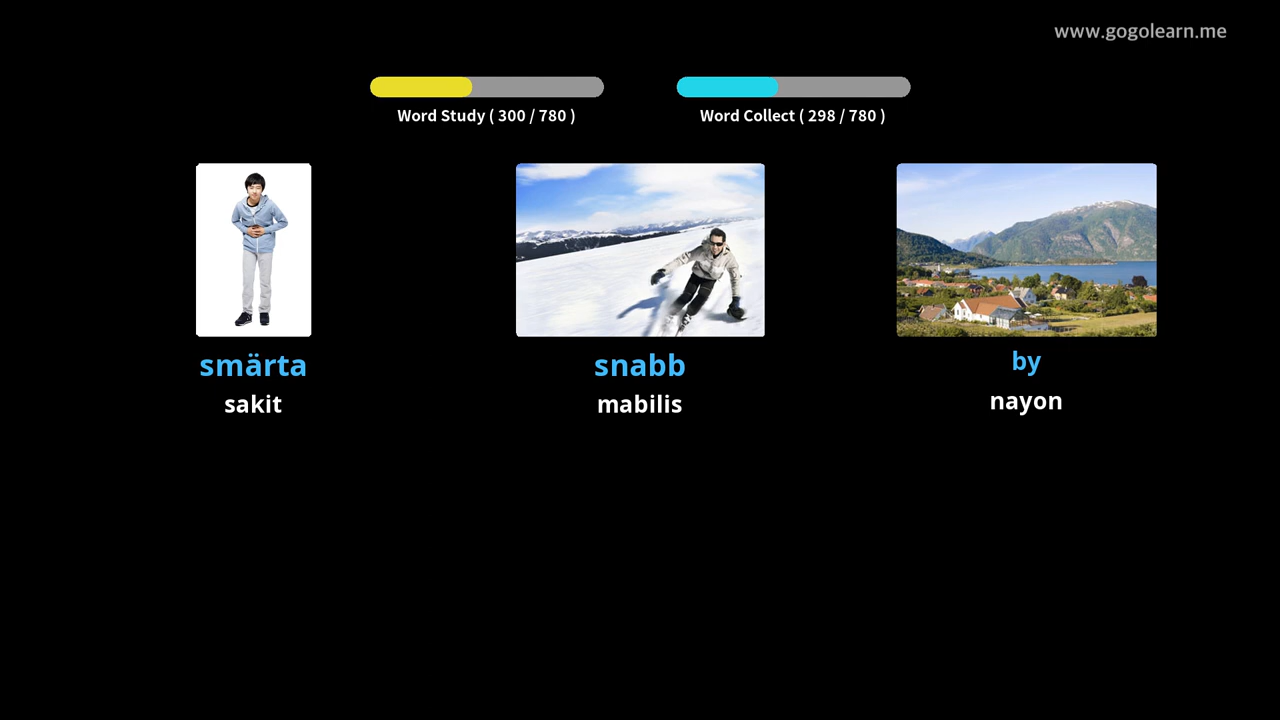 www.gogolearn.me
Word Study ( 300 / 780 )
Word Collect ( 298 / 780 )
smärta
sakit
snabb
mabilis
by
nayon